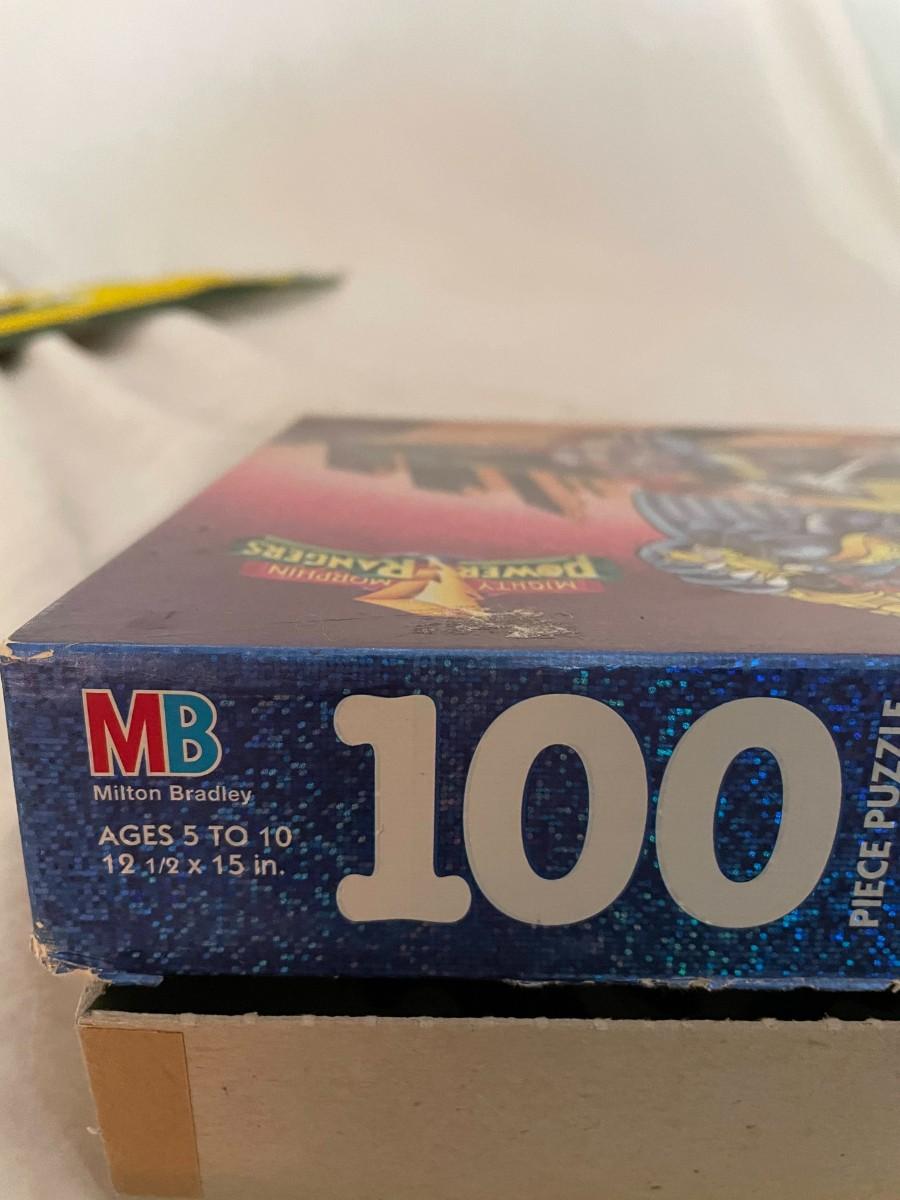 MIGHTY MORPHIN
POWER RANGERS
MB
Milton Bradley
AGES 5 TO 10
12 1/2 x 15 in.
100
PIECE PUZZLE